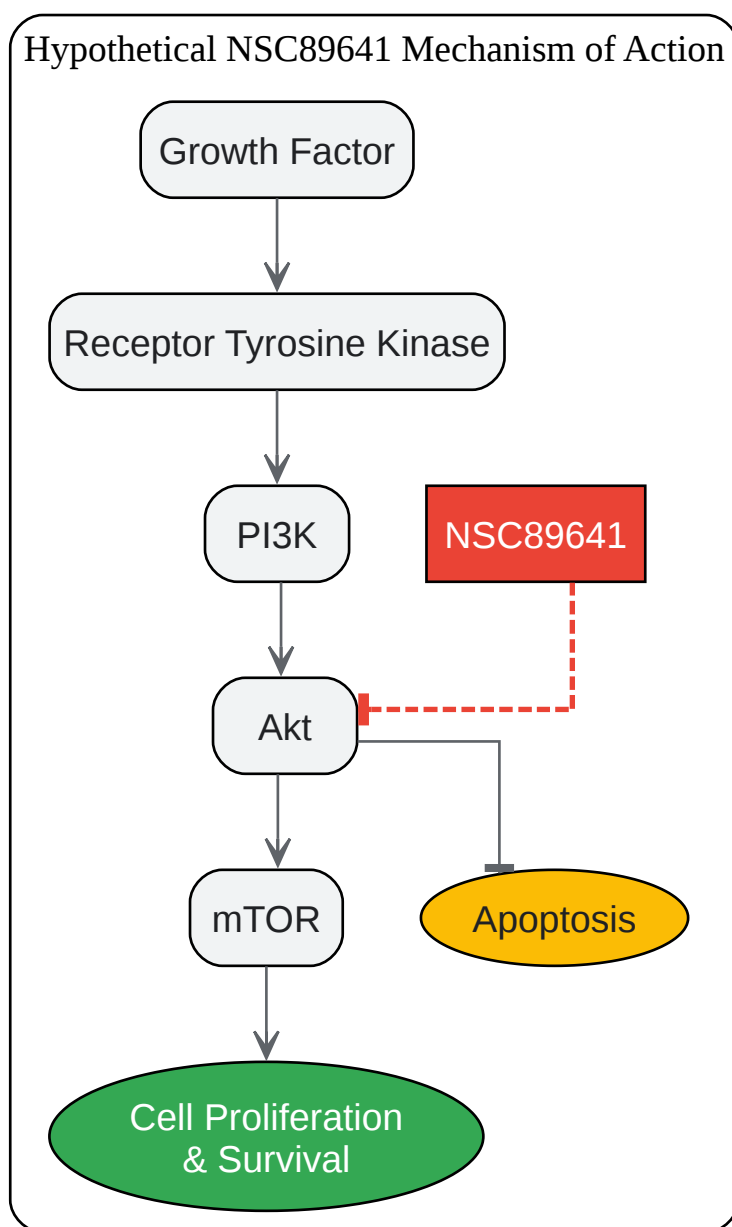 Hypothetical NSC89641 Mechanism of Action
Growth Factor
Receptor Tyrosine Kinase
PI3K
NSC89641
Akt
mTOR
Apoptosis
Cell Proliferation
& Survival